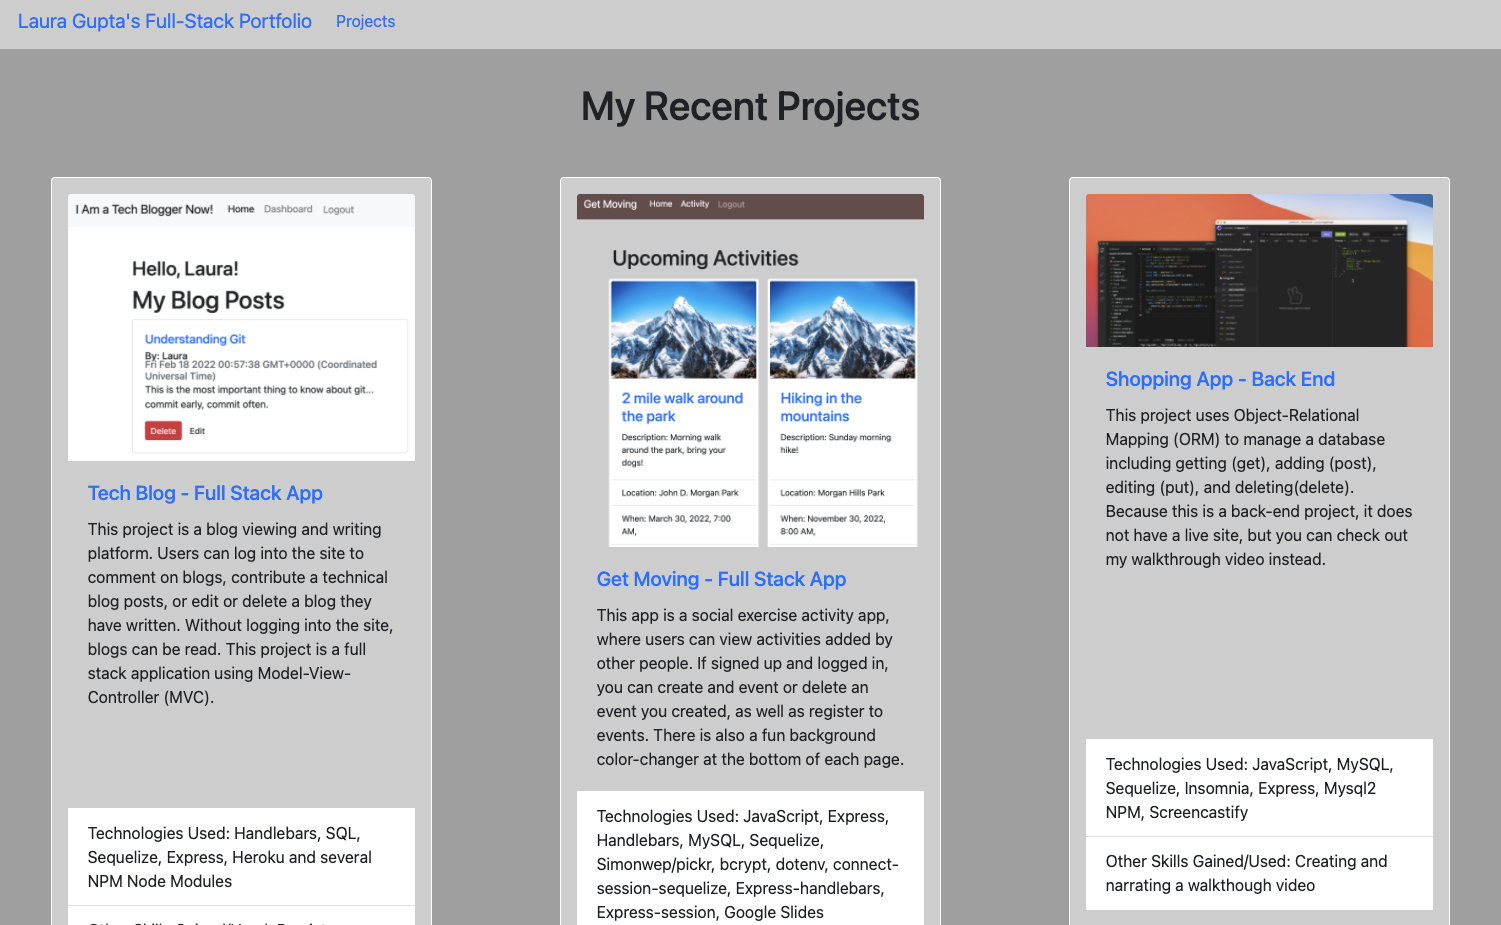 Laura Gupta's Full-Stack Portfolio Projects
My Recent Projects
I Am a Tech Blogger Now! Home Dashboard Logout
Hello, Laura!
My Blog Posts
Understanding Git
By: Laura
Fri Feb 18 2022 00:57:38 GMT+0000 (Coordinated
Universal Time)
This is the most important thing to know about git...
commit early, commit often.
Delete Edit
Tech Blog - Full Stack App
This project is a blog viewing and writing
platform. Users can log into the site to
comment on blogs, contribute a technical
blog posts, or edit or delete a blog they
have written. Without logging into the site,
blogs can be read. This project is a full
stack application using Model-View-
Controller (MVC).
Technologies Used: Handlebars, SQL,
Sequelize, Express, Heroku and several
NPM Node Modules
Get Moving Home Activity Logout
Upcoming Activities
2 mile walk around
the park
Description: Morning walk
around the park, bring your
dogs!
Location: John D. Morgan Park
When: March 30, 2022, 7:00
AM,
Hiking in the
mountains
Description: Sunday morning
hike!
Location: Morgan Hills Park
When: November 30, 2022,
8:00 AM,
Get Moving - Full Stack App
This app is a social exercise activity app,
where users can view activities added by
other people. If signed up and logged in,
you can create and event or delete an
event you created, as well as register to
events. There is also a fun background
color-changer at the bottom of each page.
Technologies Used: JavaScript, Express,
Handlebars, MySQL, Sequelize,
Simonwep/pickr, bcrypt, dotenv, connect-
session-sequelize, Express-handlebars,
Express-session, Google Slides
Shopping App - Back End
This project uses Object-Relational
Mapping (ORM) to manage a database
including getting (get), adding (post),
editing (put), and deleting(delete).
Because this is a back-end project, it does
not have a live site, but you can check out
my walkthrough video instead.
Technologies Used: JavaScript, MySQL,
Sequelize, Insomnia, Express, Mysql2
NPM, Screencastify
Other Skills Gained/Used: Creating and
narrating a walkthough video